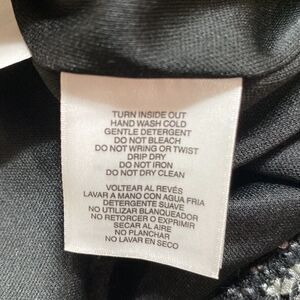 TURN INSIDE OUT
HAND WASH COLD
GENTLE DETERGENT
DO NOT BLEACH
DO NOT WRING OR TWIST
DRIP DRY
DO NOT IRON
DO NOT DRY CLEAN
VOLTEAR AL REVÉS
LAVAR A MANO CON AGUA FRIA
DETERGENTE SUAVE
NO UTILIZAR BLANQUEADOR
NO RETORCER O EXPRIMIR
SECAR AL AIRE
NO PLANCHAR
NO LAVAR EN SECO